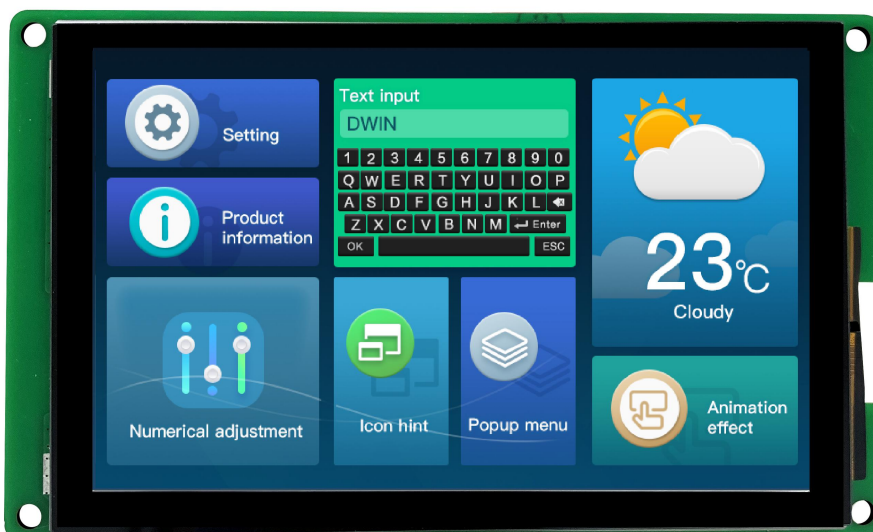 Setting
Product
information
Numerical adjustment
Text input
DWIN
1 2 3 4 5 6 7 8 9 0
Q W E R T Y U I O P
A S D F G H J K L
Z X C V B N M Enter
OK ESC
Icon hint
Popup menu
23℃
Cloudy
Animation
effect